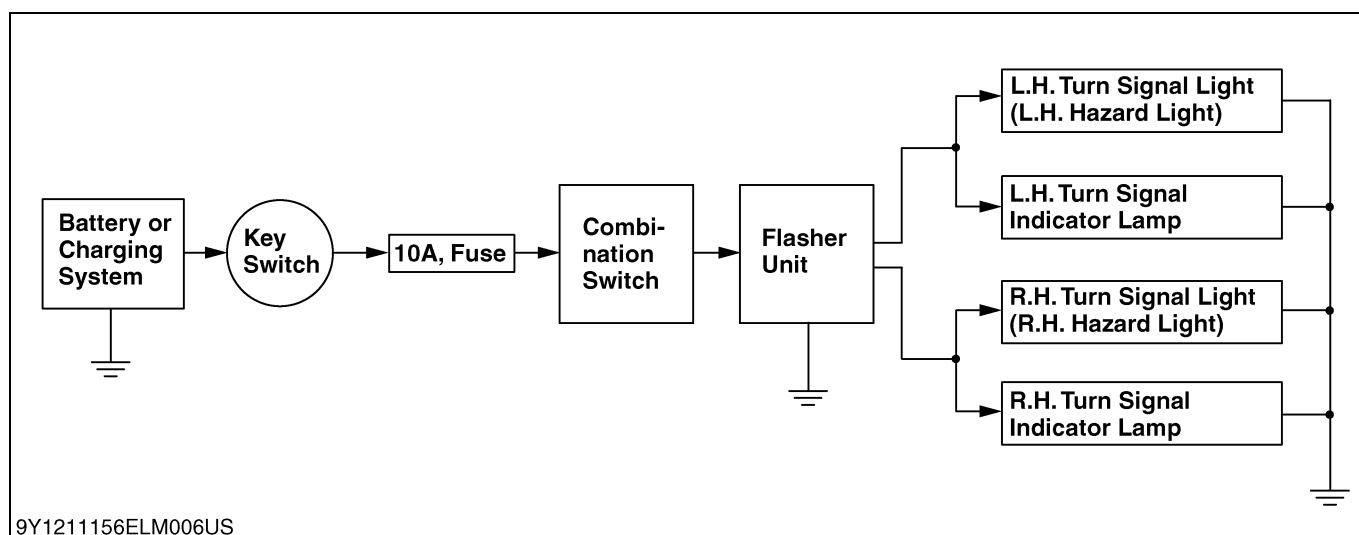 Battery or
Charging
System
Key
Switch
10A, Fuse
Combi-
nation
Switch
Flasher
Unit
L.H. Turn Signal Light
(L.H. Hazard Light)
L.H. Turn Signal
Indicator Lamp
R.H. Turn Signal Light
(R.H. Hazard Light)
R.H. Turn Signal
Indicator Lamp
9Y1211156ELM006US